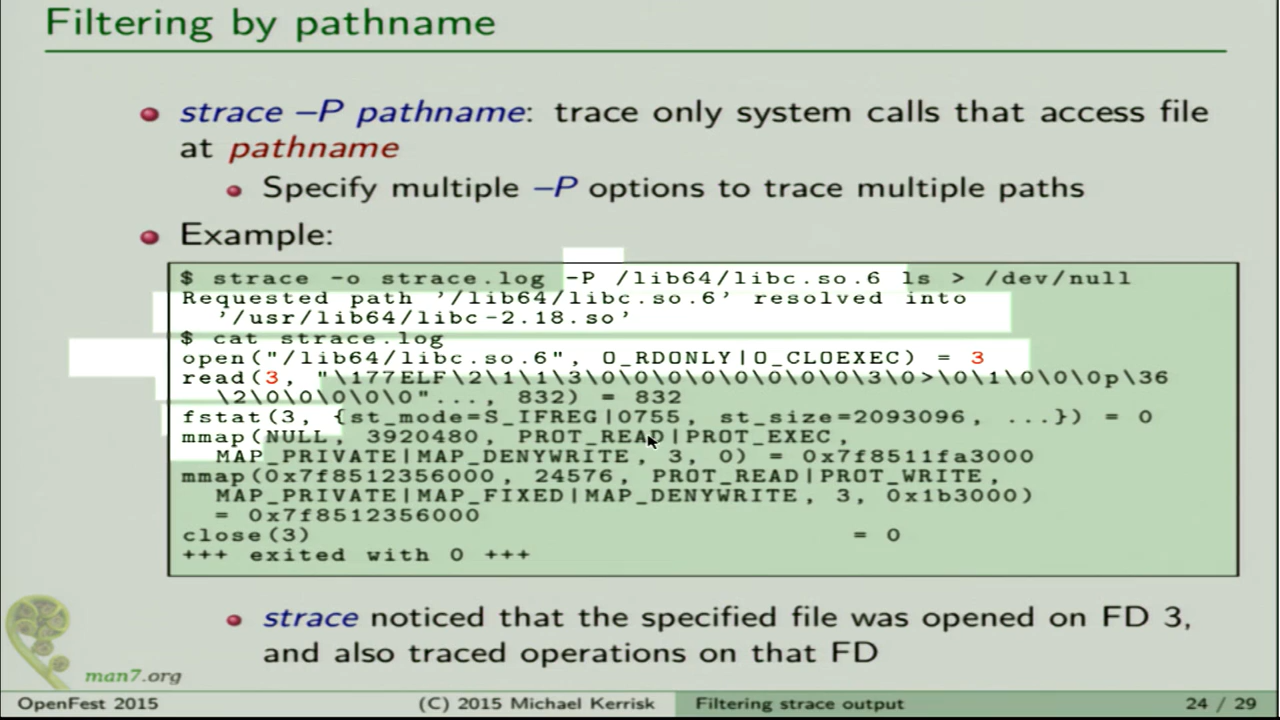 Filtering by pathname
strace –P pathname: trace only system calls that access file
at pathname
Specify multiple –P options to trace multiple paths
Example:
$ strace -o strace.log -P /lib64/libc.so.6 ls > /dev/null
Requested path '/lib64/libc.so.6' resolved into
'/usr/lib64/libc-2.18.so'
$ cat strace.log
open("/lib64/libc.so.6", O_RDONLY|O_CLOEXEC) = 3
read(3, "\177ELF\2\1\1\3\0\0\0\0\0\0\0\0\3\0>\0\1\0\0\0p\36
\2\0\0\0\0\0"..., 832) = 832
fstat(3, {st_mode=S_IFREG|0755, st_size=2093096, ...}) = 0
mmap(NULL, 3920480, PROT_READ|PROT_EXEC,
MAP_PRIVATE|MAP_DENYWRITE, 3, 0) = 0x7f8511fa3000
mmap(0x7f8512356000, 24576, PROT_READ|PROT_WRITE,
MAP_PRIVATE|MAP_FIXED|MAP_DENYWRITE, 3, 0x1b3000)
= 0x7f8512356000
close(3) = 0
+++ exited with 0 +++
strace noticed that the specified file was opened on FD 3,
and also traced operations on that FD
man7.org
OpenFest 2015 (C) 2015 Michael Kerrisk Filtering strace output 24 / 29